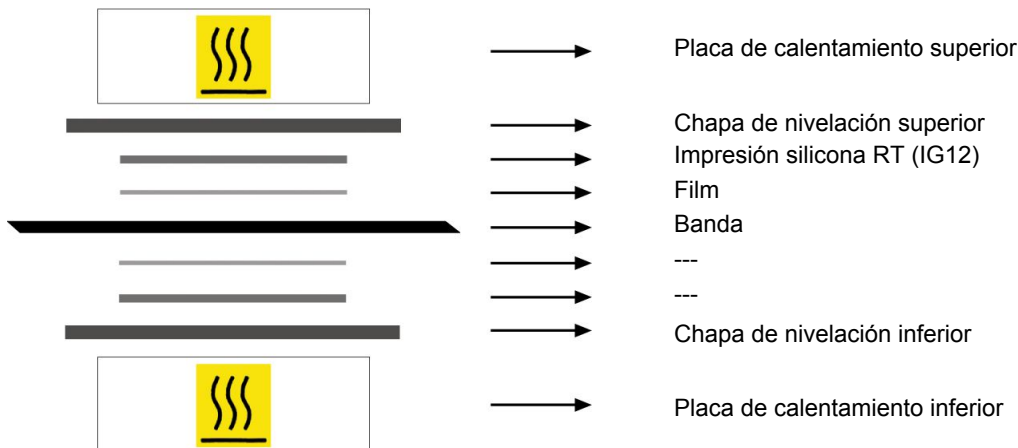 Placa de calentamiento superior
Chapa de nivelación superior
Impresión silicona RT (IG12)
Film
Banda
---
---
Chapa de nivelación inferior
Placa de calentamiento inferior